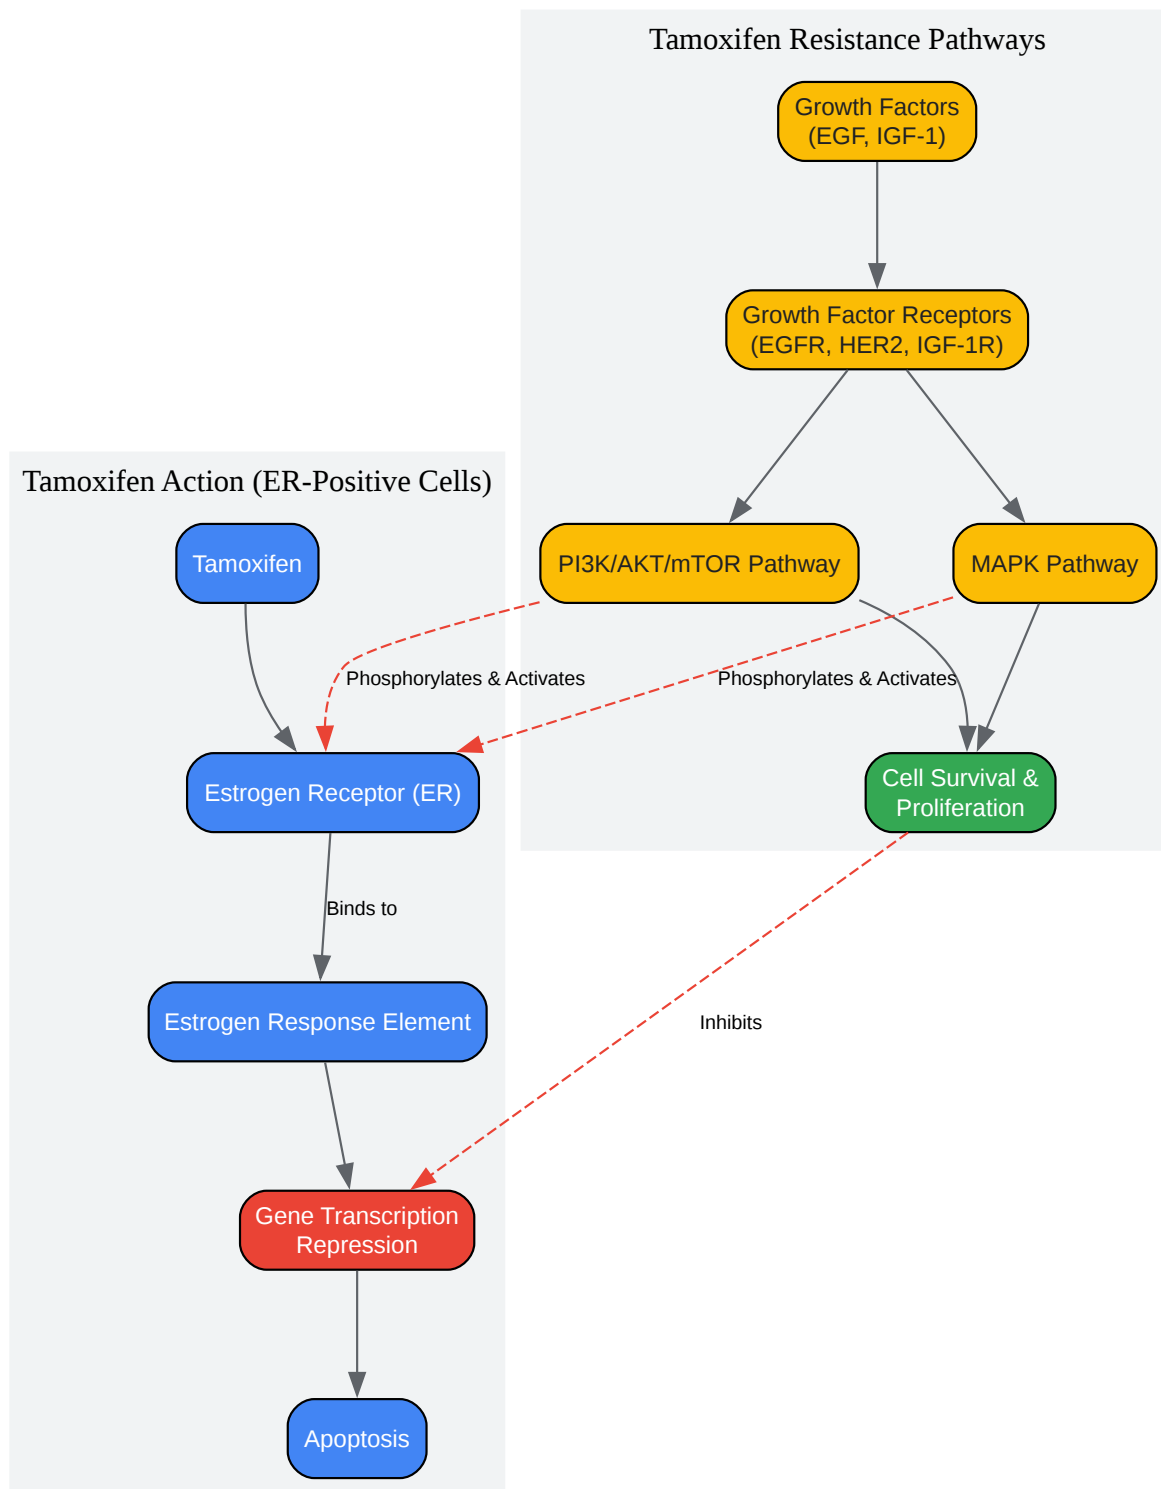 Tamoxifen Resistance Pathways
Growth Factors
(EGF, IGF-1)
Growth Factor Receptors
(EGFR, HER2, IGF-1R)
Tamoxifen Action (ER-Positive Cells)
Tamoxifen
PI3K/AKT/mTOR Pathway
MAPK Pathway
Phosphorylates & Activates
Phosphorylates & Activates
Estrogen Receptor (ER)
Cell Survival &
Proliferation
Binds to
Estrogen Response Element
Inhibits
Gene Transcription
Repression
Apoptosis